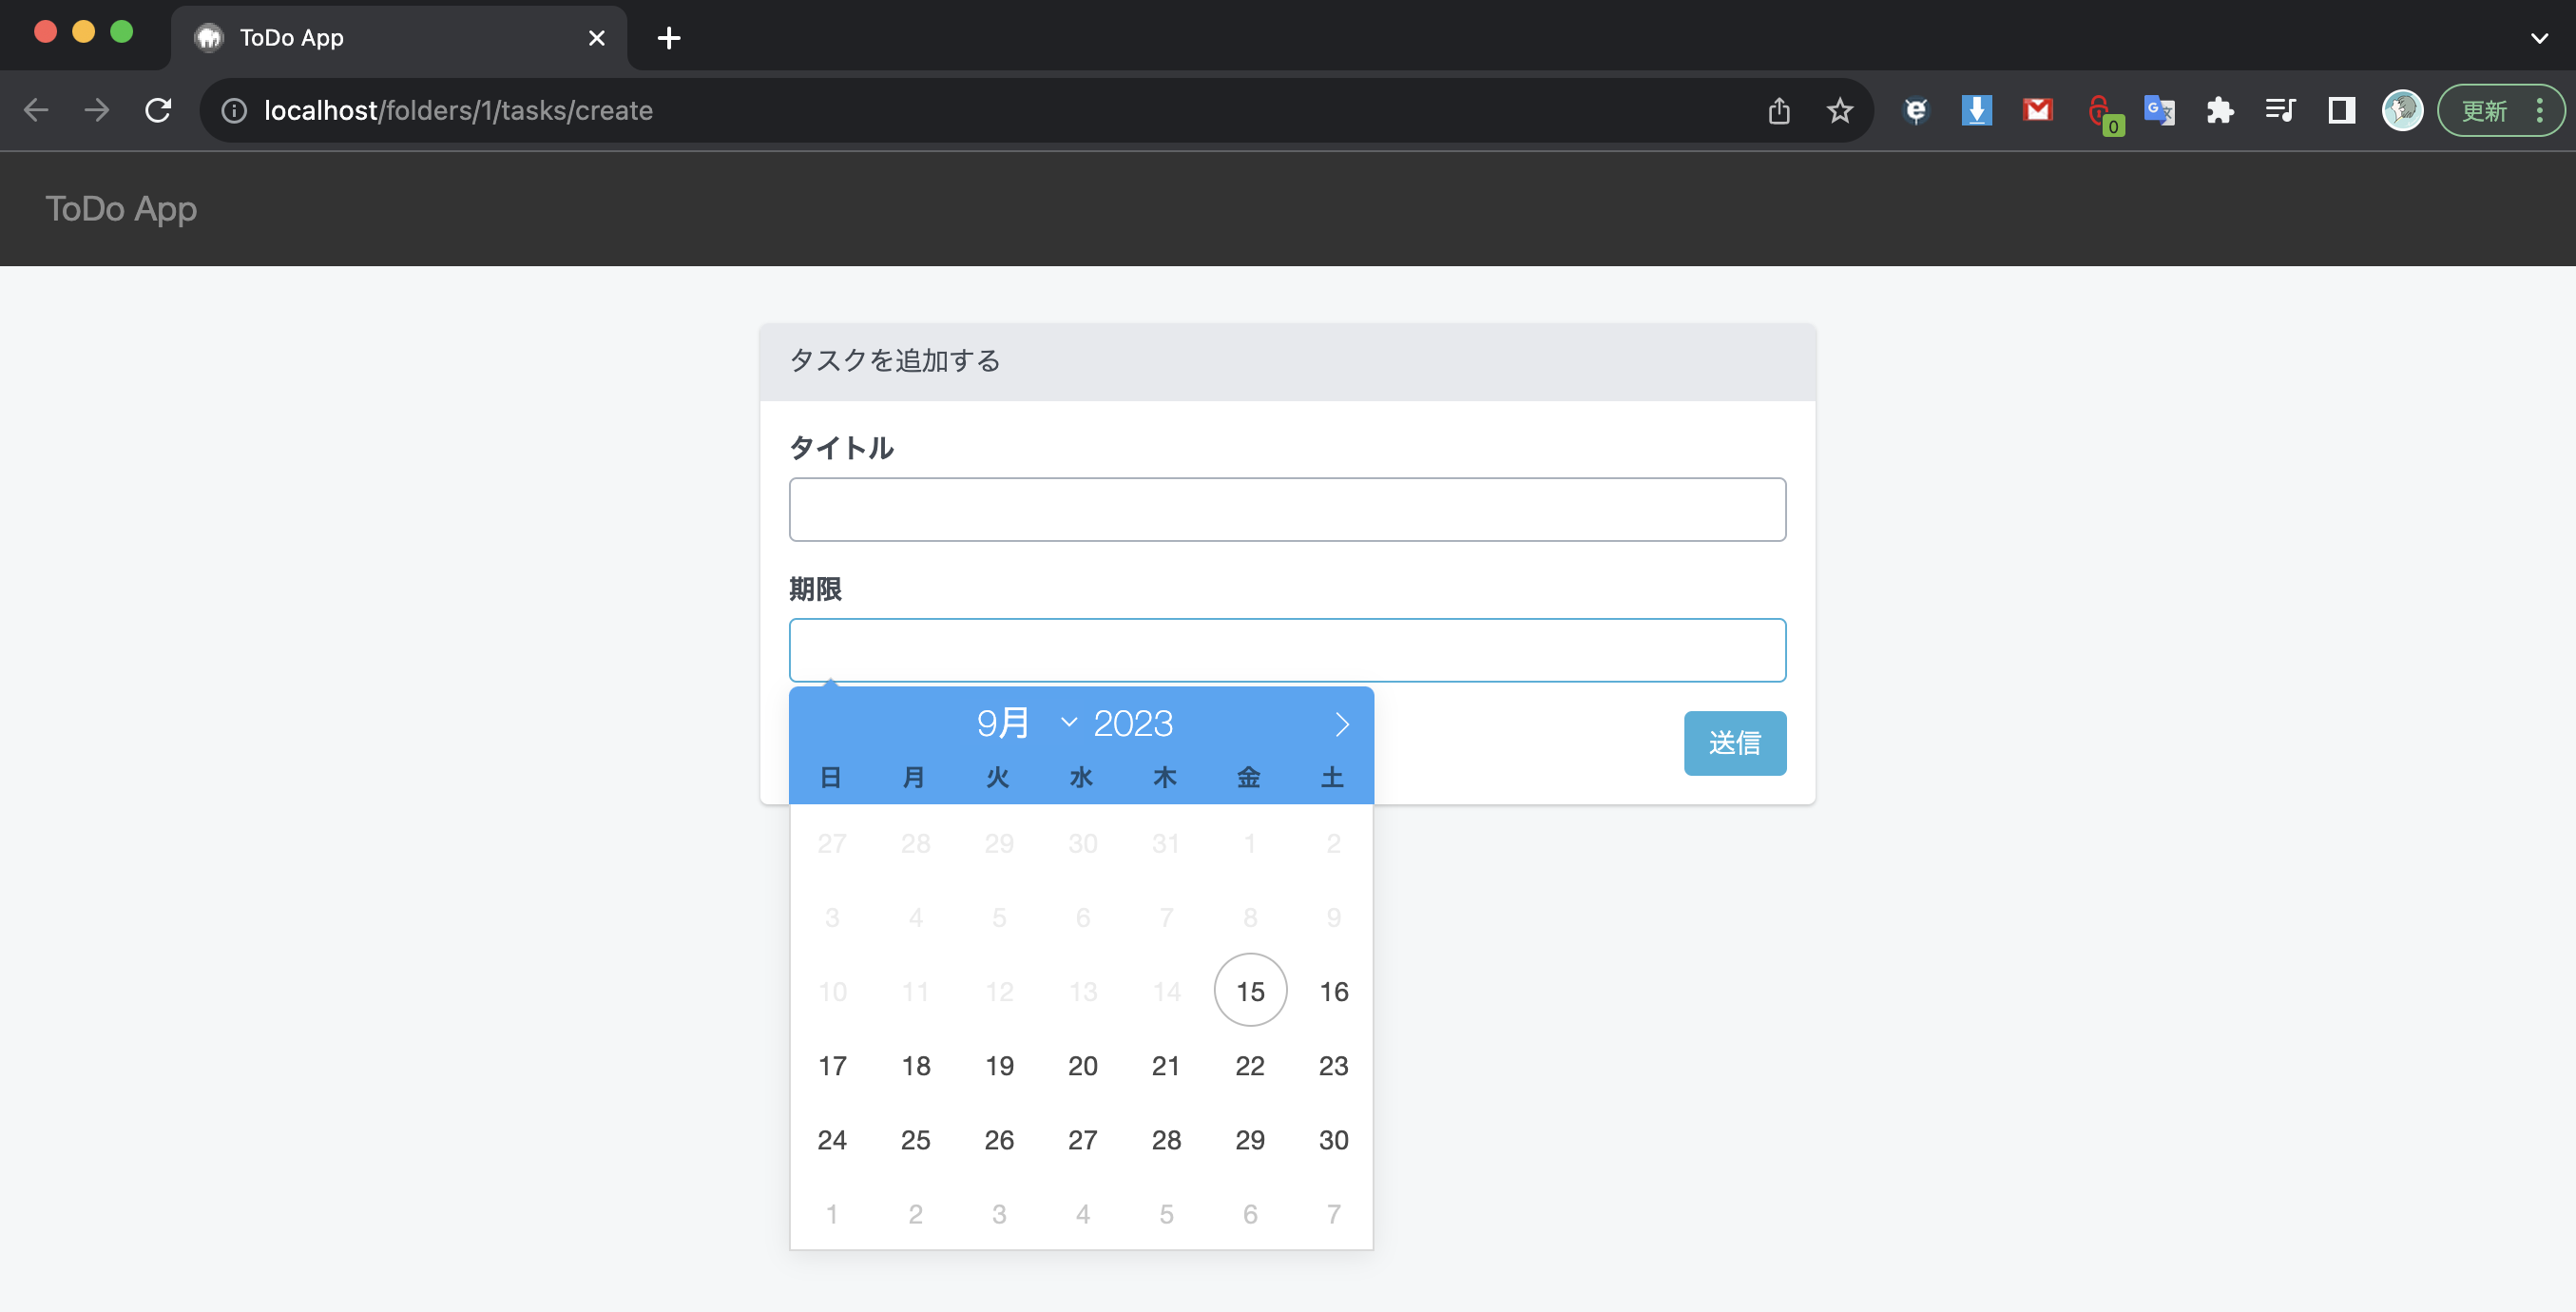 ToDo App
localhost/folders/1/tasks/create
0
更新
ToDo App
タスクを追加する
タイトル
期限
9月 2023
日 月 火 水 木 金 土
27 28 29 30 31 1 2
3 4 5 6 7 8 9
10 11 12 13 14 15 16
17 18 19 20 21 22 23
24 25 26 27 28 29 30
1 2 3 4 5 6 7
送信